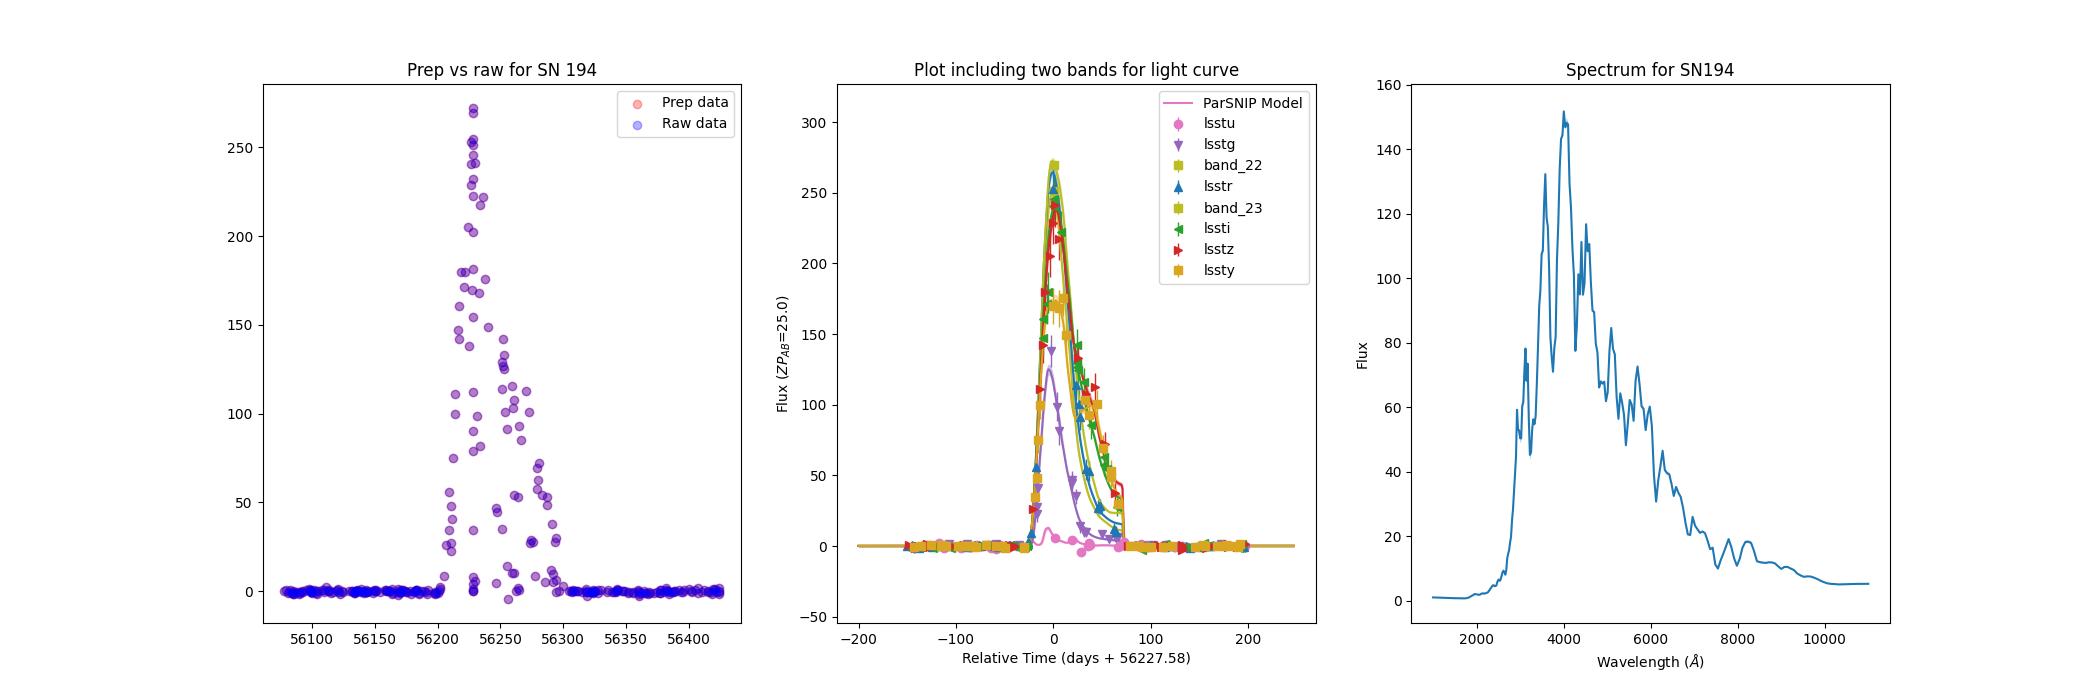 Prep vs raw for SN 194
Prep data
Raw data
250
200
150
100
50
0
56100 56150 56200 56250 56300 56350 56400
Plot including two bands for light curve
ParSNIP Model
lsstu
lsstg
band_22
lsstr
band_23
lssti
lsstz
lssty
Flux (ZP_AB=25.0)
300
250
200
150
100
50
0
−50
−200 −100 0 100 200
Relative Time (days + 56227.58)
Spectrum for SN194
Flux
160
140
120
100
80
60
40
20
0
2000 4000 6000 8000 10000
Wavelength (Å)